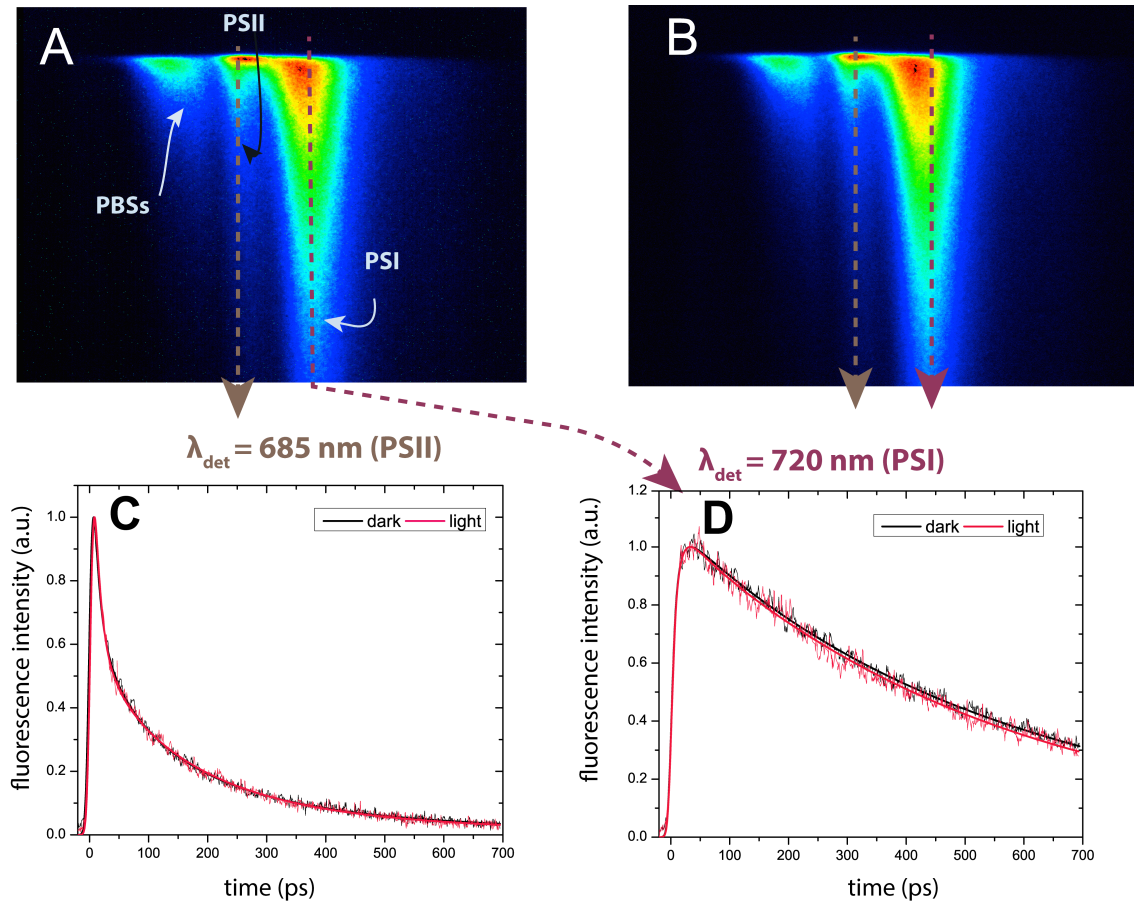 A
PSII
PBSs
PSI
B
λdet = 685 nm (PSII)
λdet = 720 nm (PSI)
C
dark light
fluorescence intensity (a.u.)
1.0
0.8
0.6
0.4
0.2
0.0
0 100 200 300 400 500 600 700
time (ps)
D
dark light
fluorescence intensity (a.u.)
1.2
1.0
0.8
0.6
0.4
0.2
0.0
0 100 200 300 400 500 600 700
time (ps)